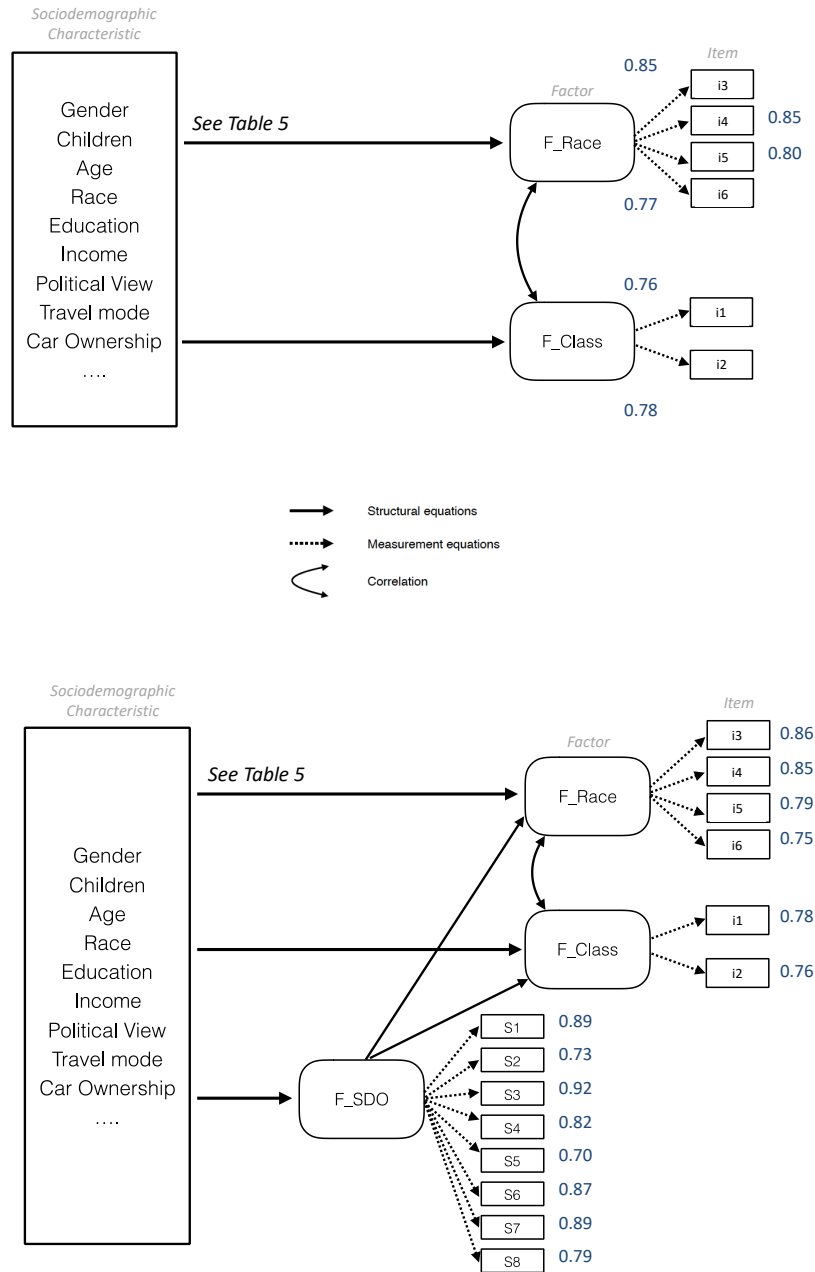 Sociodemographic
Characteristic
Gender
Children
Age
Race
Education
Income
Political View
Travel mode
Car Ownership
....
See Table 5
Factor
F_Race
F_Class
0.85
0.77
0.76
0.78
Item
i3
i4 0.85
i5 0.80
i6
i1
i2
Structural equations
Measurement equations
Correlation
Sociodemographic
Characteristic
Gender
Children
Age
Race
Education
Income
Political View
Travel mode
Car Ownership
....
See Table 5
Factor
F_Race
F_Class
F_SDO
Item
i3 0.86
i4 0.85
i5 0.79
i6 0.75
i1 0.78
i2 0.76
S1 0.89
S2 0.73
S3 0.92
S4 0.82
S5 0.70
S6 0.87
S7 0.89
S8 0.79